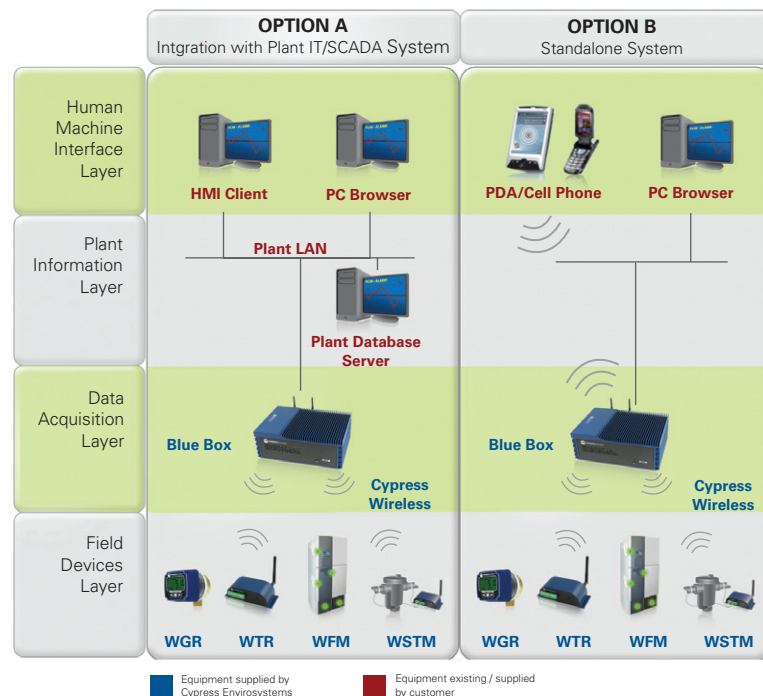 OPTION A
Intgration with Plant IT/SCADA System
OPTION B
Standalone System
Human
Machine
Interface
Layer
HMI Client
PC Browser
PDA/Cell Phone
PC Browser
Plant
Information
Layer
Plant LAN
Plant Database
Server
Data
Acquisition
Layer
Blue Box
Cypress
Wireless
Blue Box
Cypress
Wireless
Field
Devices
Layer
WGR
WTR
WFM
WSTM
WGR
WTR
WFM
WSTM
Equipment supplied by
Cypress Envirosystems
Equipment existing / supplied
by customer